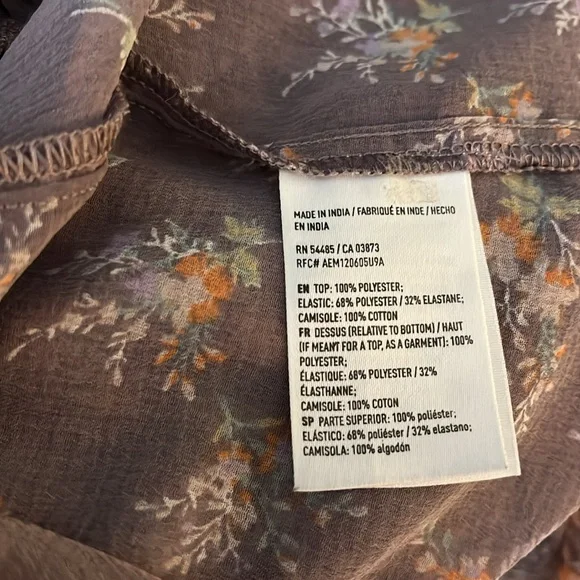 MADE IN INDIA / FABRIQUÉ EN INDE / HECHO
EN INDIA
RN 54485 / CA 03873
RFC# AEM120605U9A
EN TOP: 100% POLYESTER;
ELASTIC: 68% POLYESTER / 32% ELASTANE;
CAMISOLE: 100% COTTON
FR DESSUS (RELATIVE TO BOTTOM) / HAUT
(IF MEANT FOR A TOP, AS A GARMENT): 100%
POLYESTER;
ÉLASTIQUE: 68% POLYESTER / 32%
ÉLASTHANNE;
CAMISOLE: 100% COTON
SP PARTE SUPERIOR: 100% poliéster;
ELÁSTICO: 68% poliéster / 32% elastano;
CAMISOLA: 100% algodón